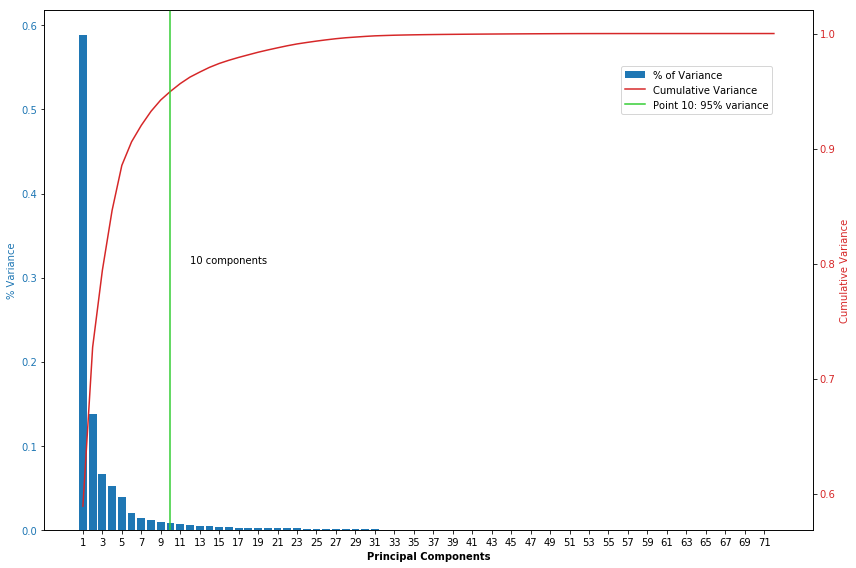 0.6
0.5
0.4
0.3
0.2
0.1
0.0
% Variance
1.0
0.9
0.8
0.7
0.6
Cumulative Variance
% of Variance
Cumulative Variance
Point 10: 95% variance
10 components
1 3 5 7 9 11 13 15 17 19 21 23 25 27 29 31 33 35 37 39 41 43 45 47 49 51 53 55 57 59 61 63 65 67 69 71
Principal Components